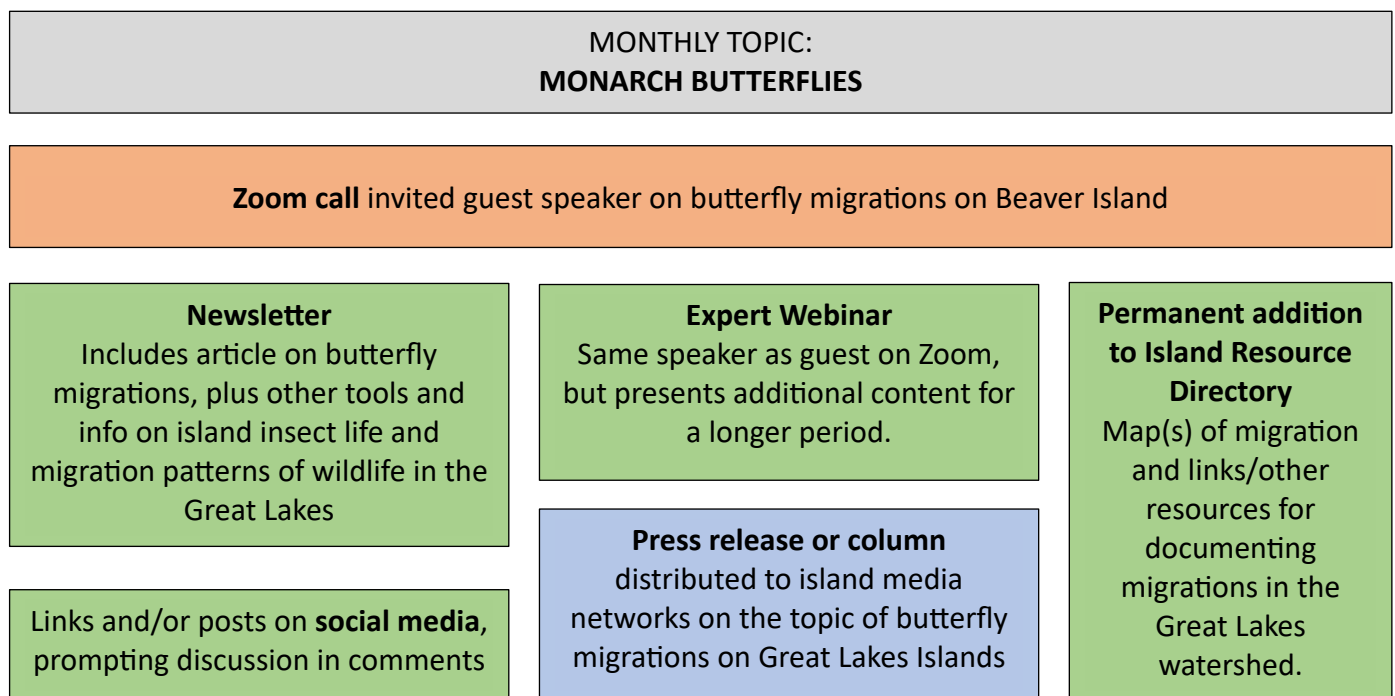 MONTHLY TOPIC:
MONARCH BUTTERFLIES
Zoom call invited guest speaker on butterfly migrations on Beaver Island
Newsletter
Includes article on butterfly
migrations, plus other tools and
info on island insect life and
migration patterns of wildlife in the
Great Lakes
Links and/or posts on social media,
prompting discussion in comments
Expert Webinar
Same speaker as guest on Zoom,
but presents additional content for
a longer period.
Press release or column
distributed to island media
networks on the topic of butterfly
migrations on Great Lakes Islands
Permanent addition
to Island Resource
Directory
Map(s) of migration
and links/other
resources for
documenting
migrations in the
Great Lakes
watershed.